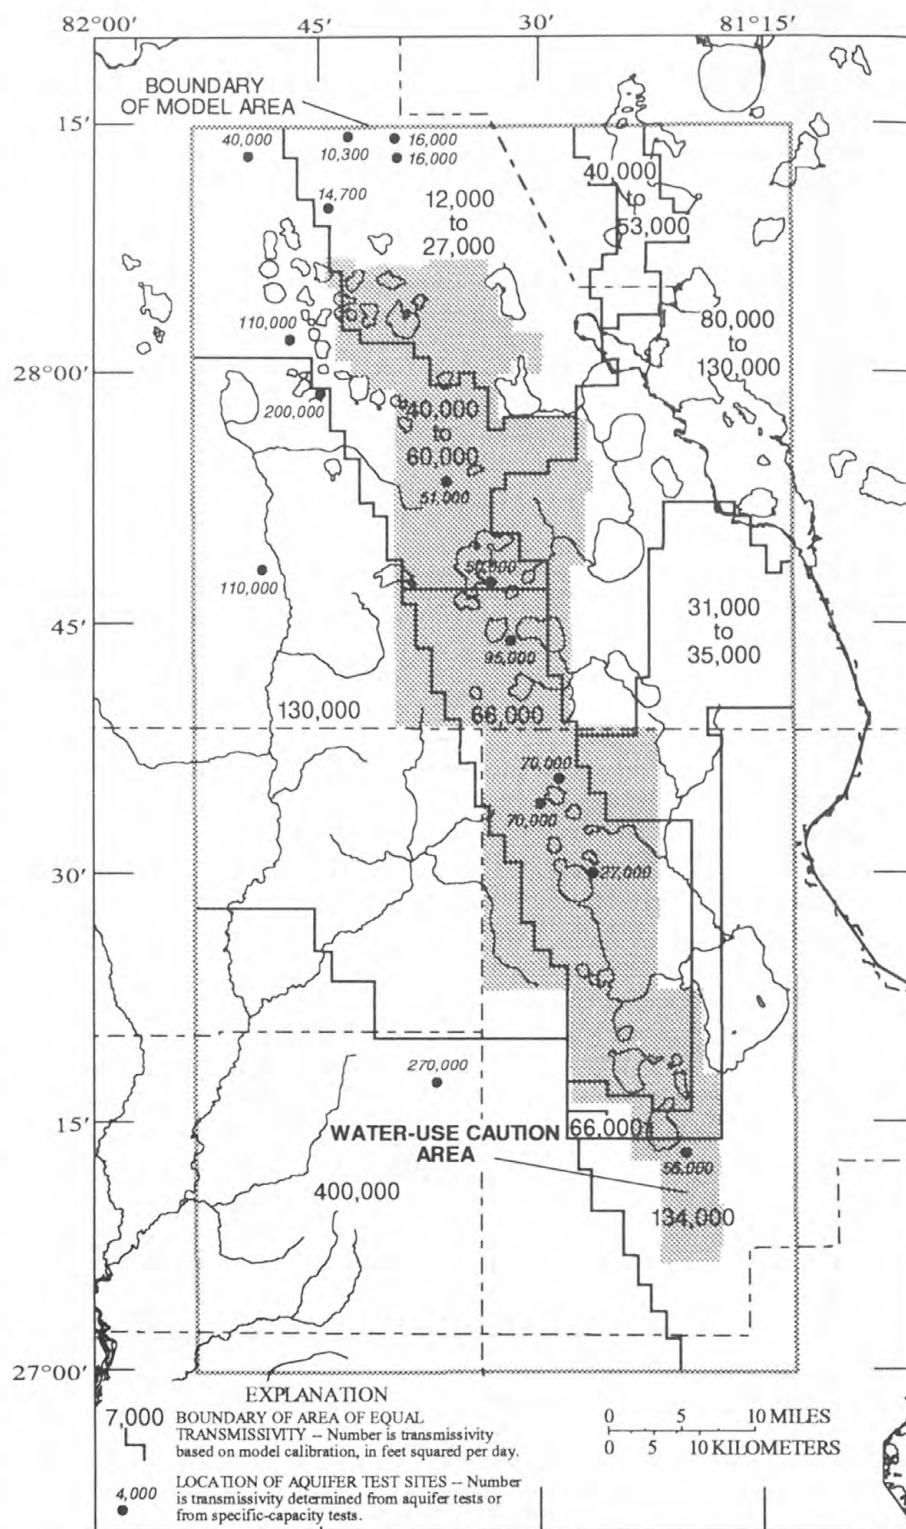 82°00′ 45′ 30′ 81°15′
BOUNDARY
OF MODEL AREA
15′
40,000
10,300
16,000
16,000
14,700
12,000
to
27,000
40,000
to
53,000
110,000
80,000
to
130,000
28°00′
200,000
40,000
to
60,000
51,000
50,000
110,000
31,000
to
35,000
45′
95,000
130,000
66,000
70,000
70,000
30′
27,000
270,000
15′
66,000
WATER-USE CAUTION
AREA
55,000
400,000
134,000
27°00′
EXPLANATION
7,000
BOUNDARY OF AREA OF EQUAL
TRANSMISSIVITY – Number is transmissivity
based on model calibration, in feet squared per day.
4,000
LOCATION OF AQUIFER TEST SITES – Number
is transmissivity determined from aquifer tests or
from specific-capacity tests.
0 5 10 MILES
0 5 10 KILOMETERS